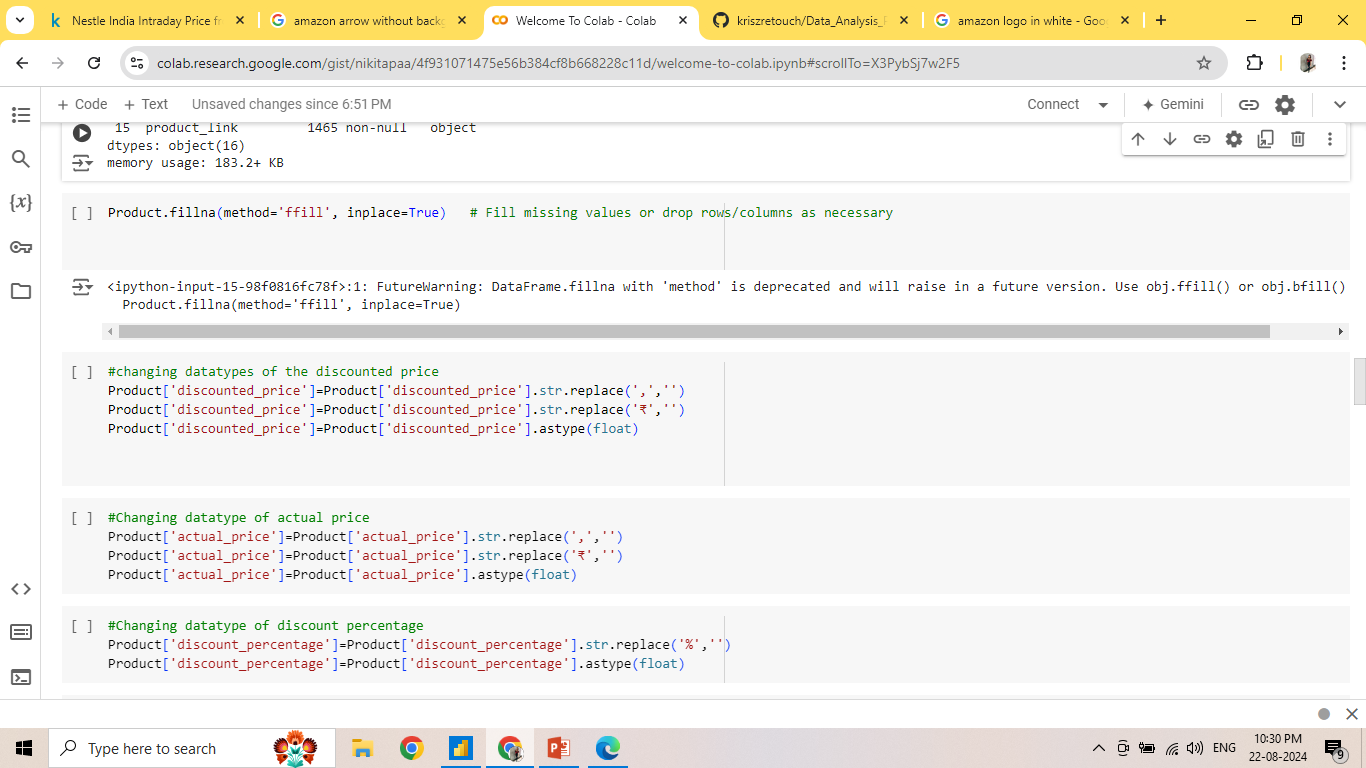 Nestle India Intraday Price fr
amazon arrow without back
Welcome To Colab - Colab
kriszretouch/Data_Analysis_
amazon logo in white - Goo
colab.research.google.com/gist/nikitapaa/4f931071475e56b384cf8b668228c11d/welcome-to-colab.ipynb#scrollTo=X3PybSj7w2F5
+ Code + Text Unsaved changes since 6:51 PM Connect Gemini
15 product_link 1465 non-null object
dtypes: object(16)
memory usage: 183.2+ KB
[ ] Product.fillna(method='ffill', inplace=True) # Fill missing values or drop rows/columns as necessary
<ipython-input-15-98f0816fc78f>:1: FutureWarning: DataFrame.fillna with 'method' is deprecated and will raise in a future version. Use obj.ffill() or obj.bfill()
Product.fillna(method='ffill', inplace=True)
[ ] #changing datatypes of the discounted price
Product['discounted_price']=Product['discounted_price'].str.replace(',','')
Product['discounted_price']=Product['discounted_price'].str.replace('₹','')
Product['discounted_price']=Product['discounted_price'].astype(float)
[ ] #Changing datatype of actual price
Product['actual_price']=Product['actual_price'].str.replace(',','')
Product['actual_price']=Product['actual_price'].str.replace('₹','')
Product['actual_price']=Product['actual_price'].astype(float)
[ ] #Changing datatype of discount percentage
Product['discount_percentage']=Product['discount_percentage'].str.replace('%','')
Product['discount_percentage']=Product['discount_percentage'].astype(float)
{x}
Type here to search
ENG
10:30 PM
22-08-2024
9